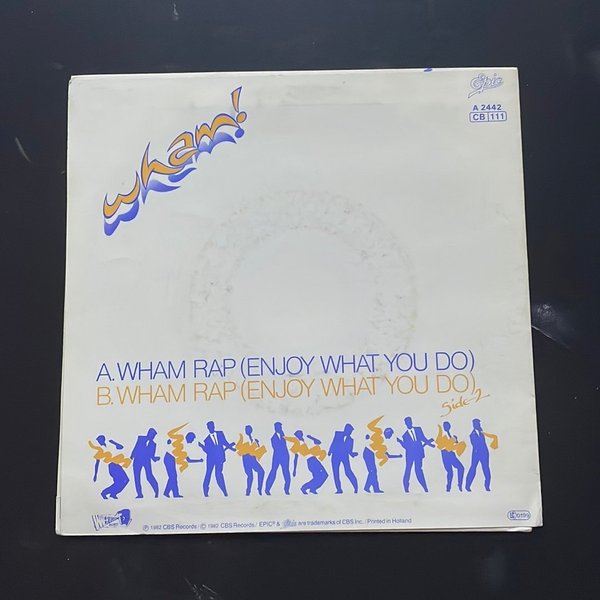 wham!
Epic
A 2442
CB 111
A. WHAM RAP (ENJOY WHAT YOU DO)
B. WHAM RAP (ENJOY WHAT YOU DO)
side 2
℗ 1982 CBS Records / © 1982 CBS Records / EPIC® & Epic are trademarks of CBS Inc. / Printed in Holland